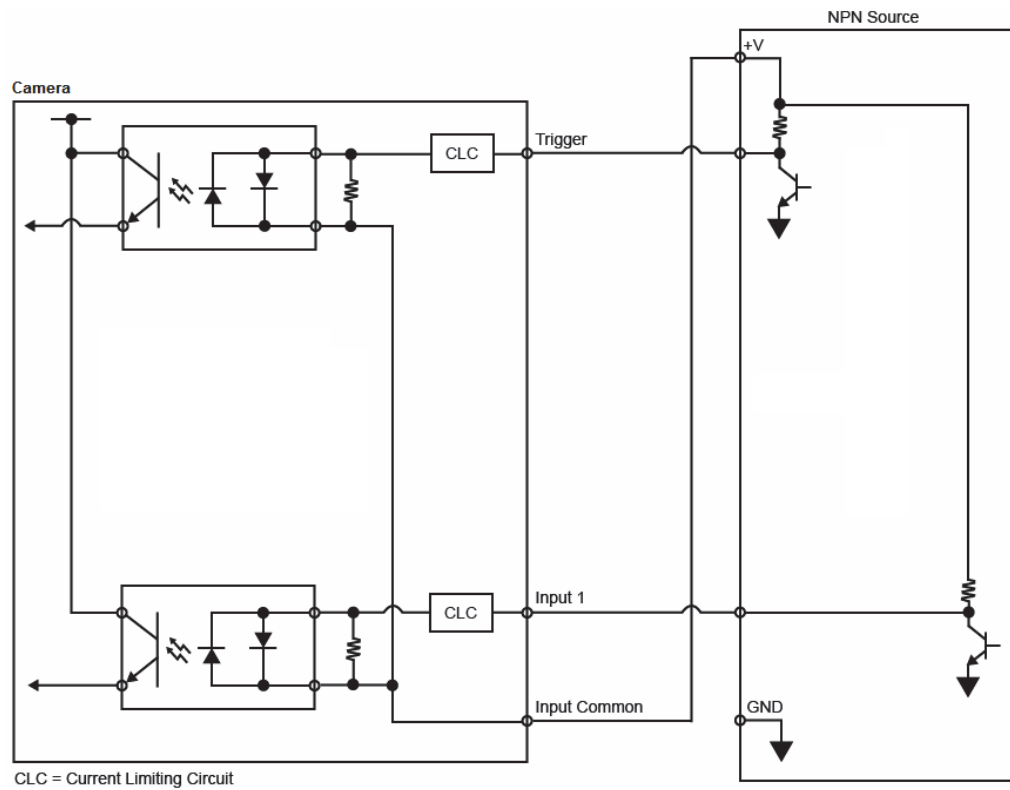 NPN Source
+V
Camera
CLC
Trigger
CLC
Input 1
Input Common
GND
CLC = Current Limiting Circuit